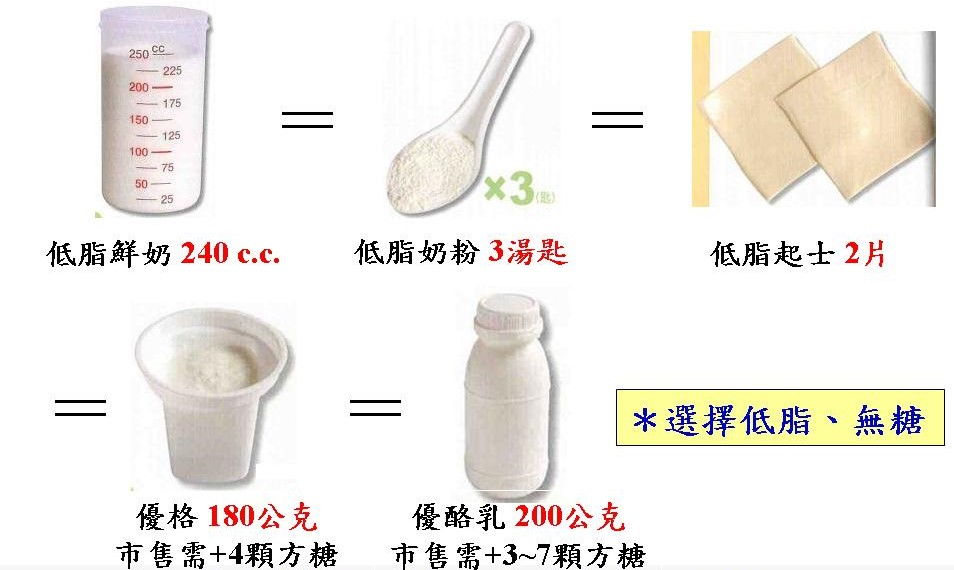 250 cc
225
200
175
150
125
100
75
50
25
×3(匙)
低脂鮮奶 240 c.c.
低脂奶粉 3湯匙
低脂起士 2片
＊選擇低脂、無糖
優格 180公克
市售需+4顆方糖
優酪乳 200公克
市售需+3~7顆方糖